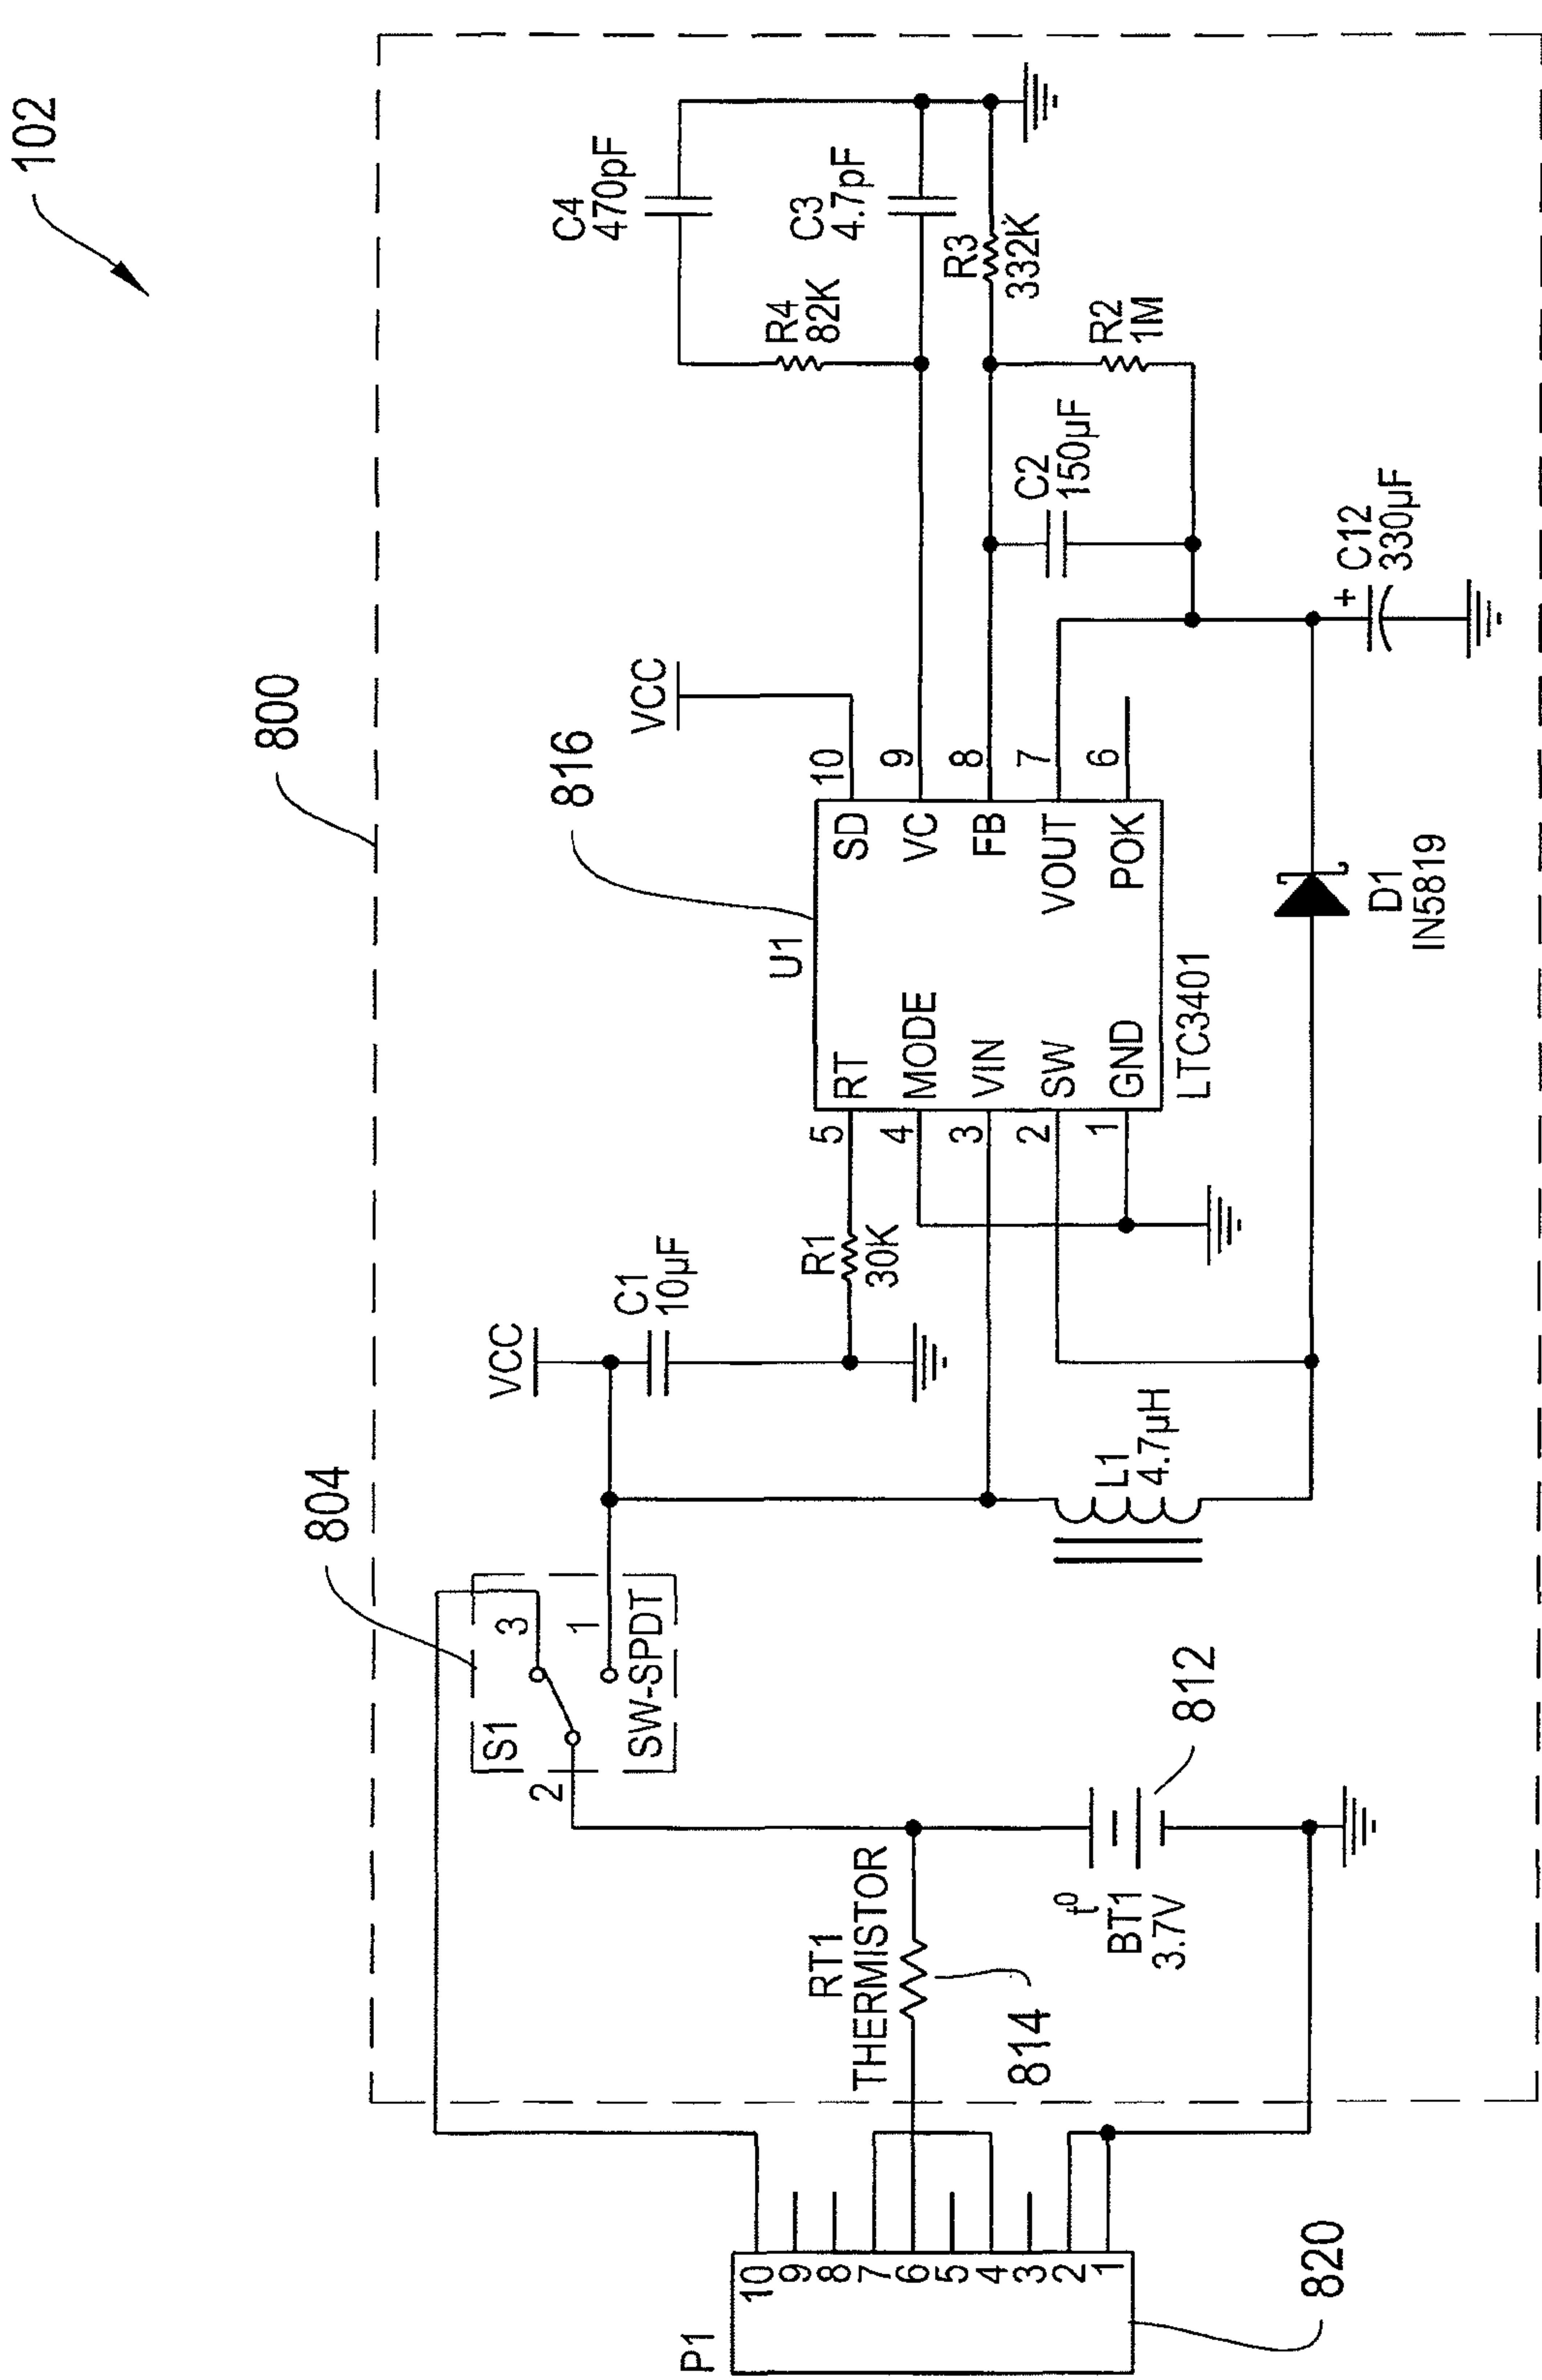 102
800
804
816
VCC
VCC
C4
470pF
C3
4.7pF
R4
82K
R3
332K
R2
1M
C2
150µF
C12
330µF
+
C1
10µF
R1
30K
U1
RT
MODE
VIN
SW
GND
SD
VC
FB
VOUT
POK
5
4
3
2
1
10
9
8
7
6
LTC3401
D1
IN5819
L1
4.7µH
S1
3
1
2
SW-SPDT
RT1
THERMISTOR
814
t⁰
BT1
3.7V
812
P1
10
9
8
7
6
5
4
3
2
1
820